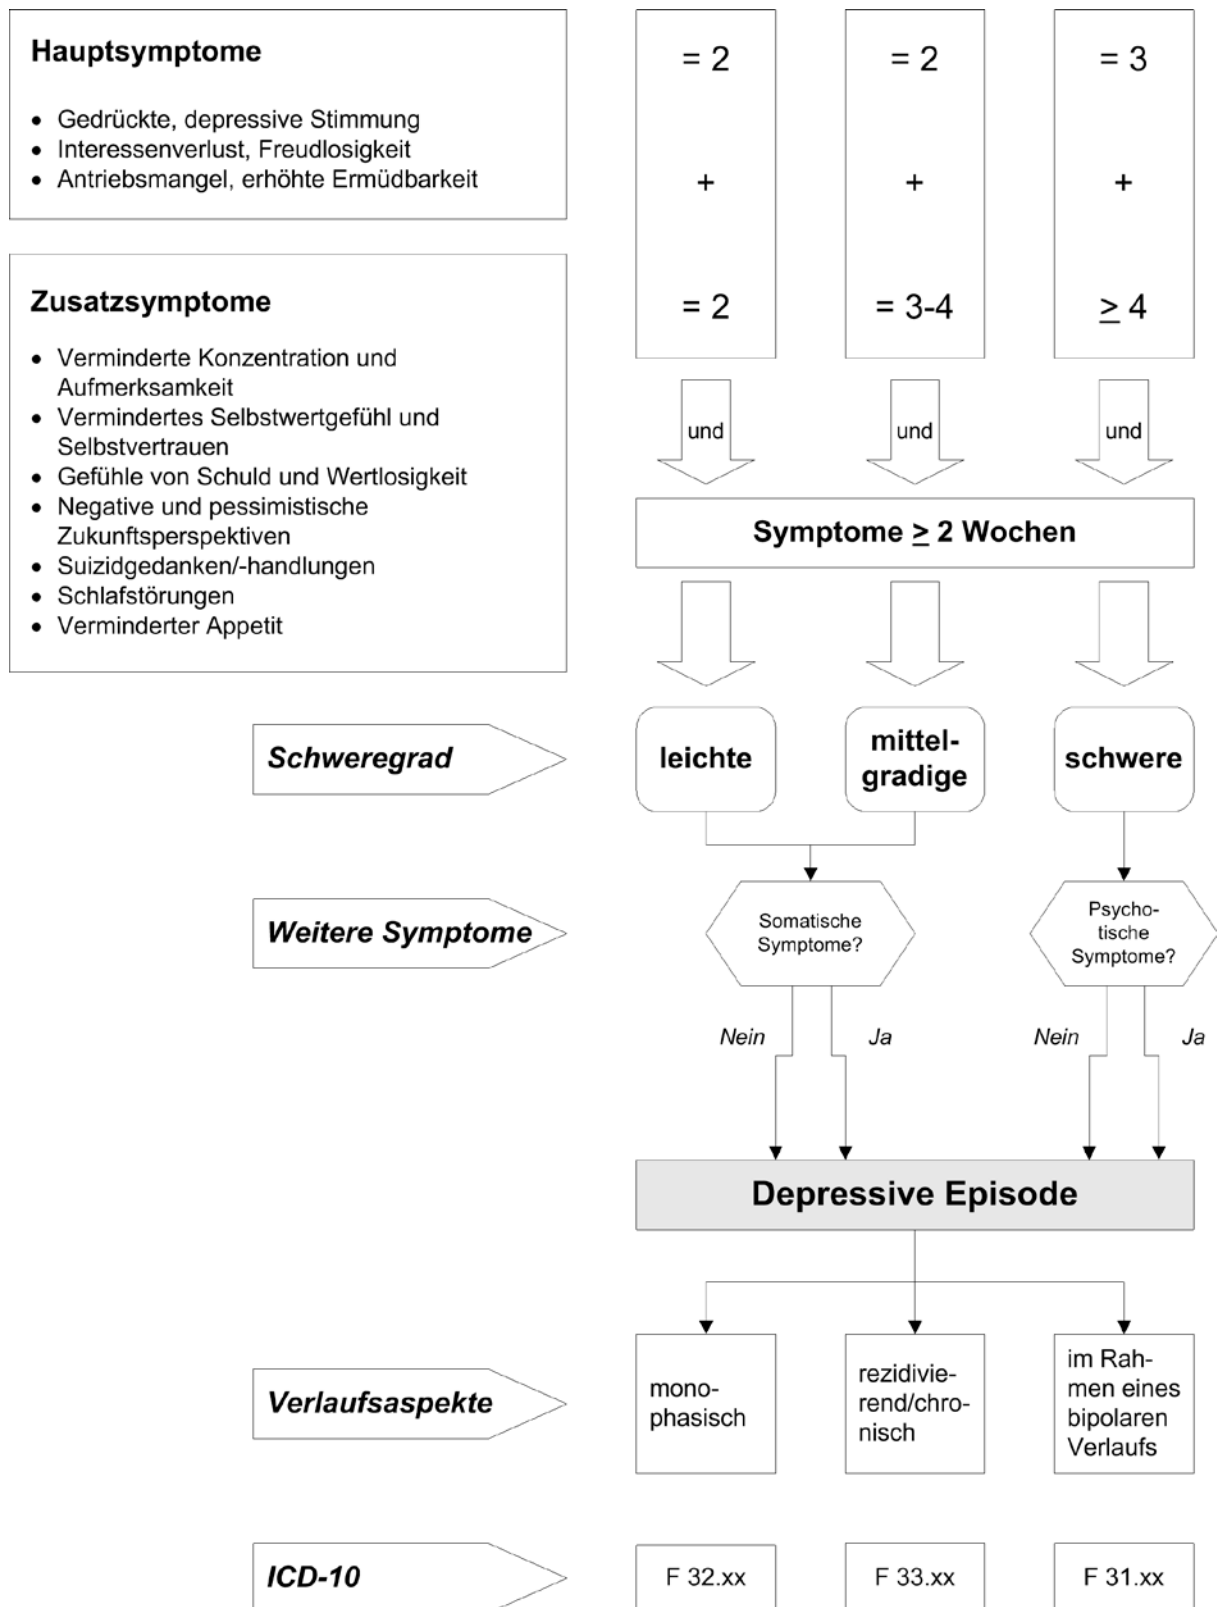 Hauptsymptome
• Gedrückte, depressive Stimmung
• Interessenverlust, Freudlosigkeit
• Antriebsmangel, erhöhte Ermüdbarkeit
= 2
= 2
= 3
+
+
+
Zusatzsymptome
• Verminderte Konzentration und
Aufmerksamkeit
• Vermindertes Selbstwertgefühl und
Selbstvertrauen
• Gefühle von Schuld und Wertlosigkeit
• Negative und pessimistische
Zukunftsperspektiven
• Suizidgedanken/-handlungen
• Schlafstörungen
• Verminderter Appetit
= 2
= 3-4
≥ 4
und
und
und
Symptome ≥ 2 Wochen
Schweregrad
leichte
mittel-
gradige
schwere
Weitere Symptome
Somatische
Symptome?
Psycho-
tische
Symptome?
Nein
Ja
Nein
Ja
Depressive Episode
Verlaufsaspekte
mono-
phasisch
rezidivie-
rend/chro-
nisch
im Rah-
men eines
bipolaren
Verlaufs
ICD-10
F 32.xx
F 33.xx
F 31.xx